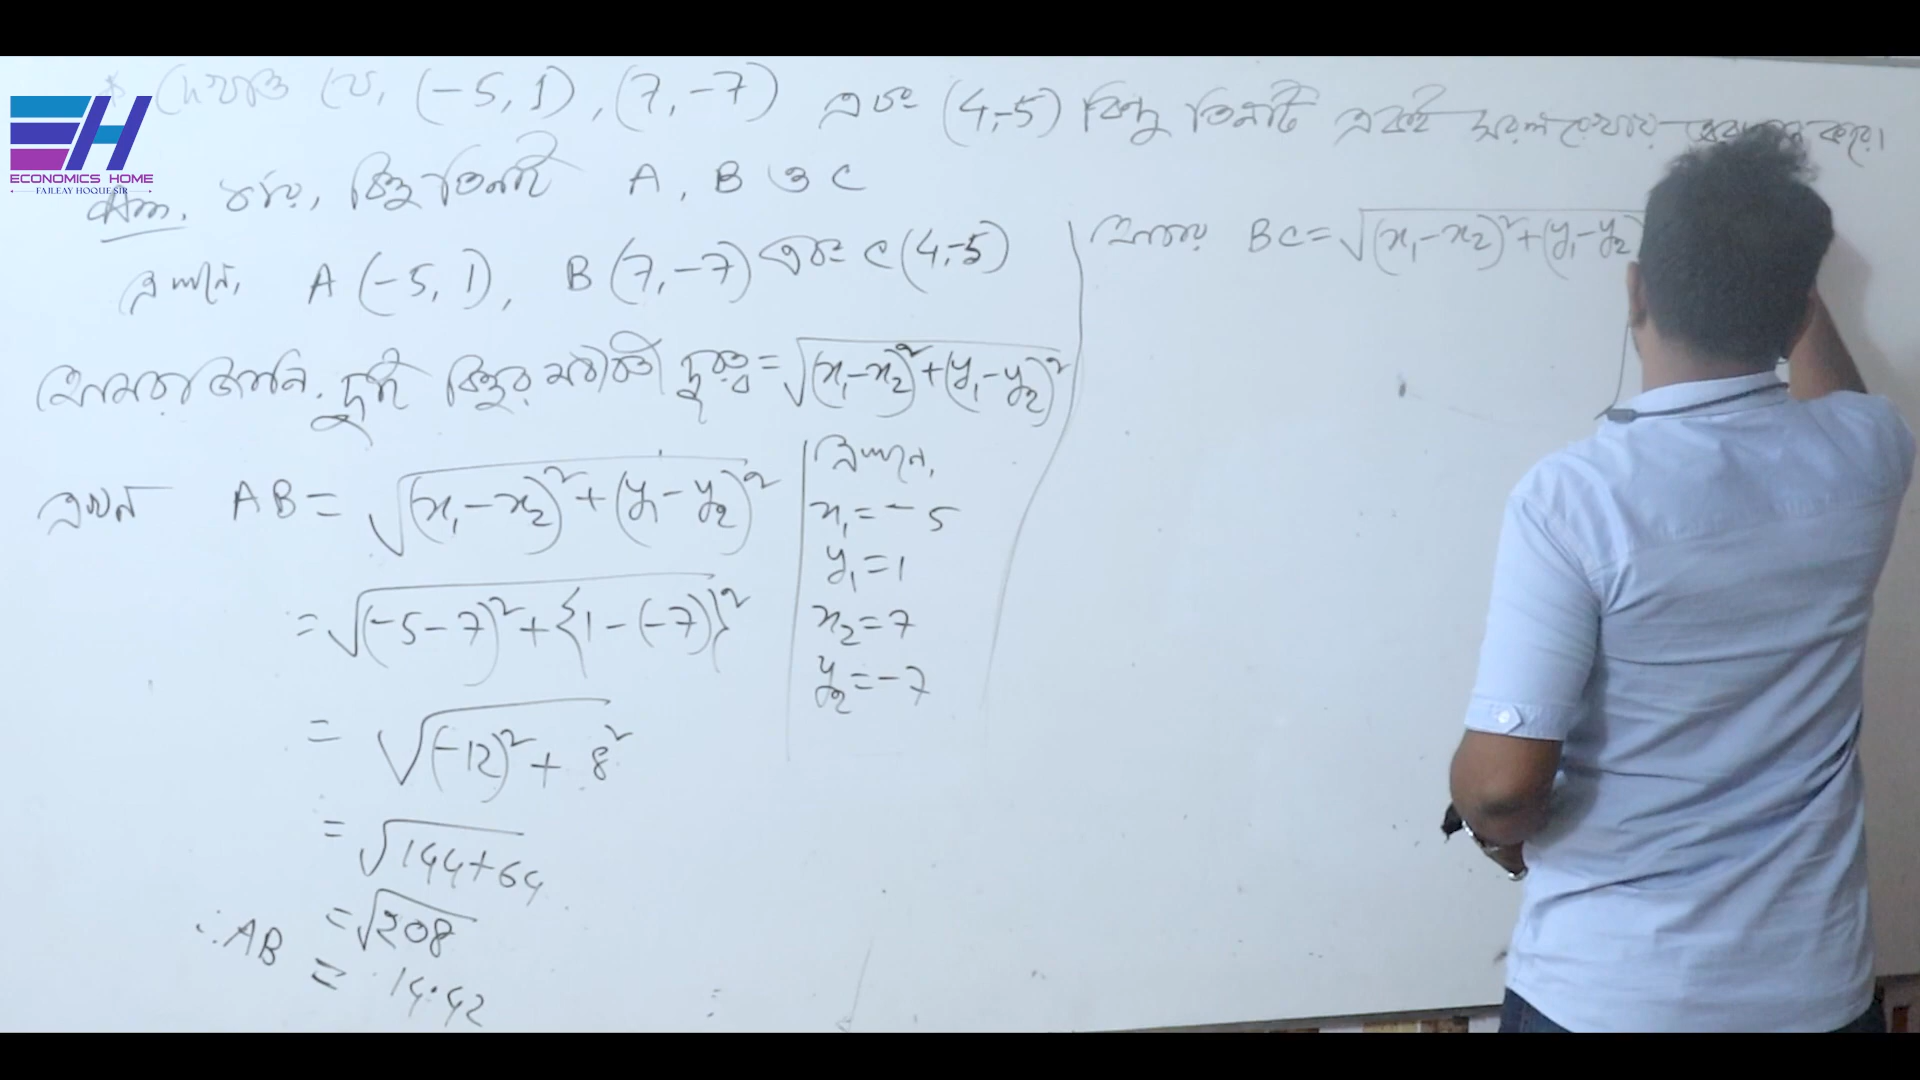 * দেখাও যে, (-5, 1), (7, -7) এবং (4,-5) বিন্দু তিনটি একই সরলরেখায় করে।
EH
ECONOMICS HOME
FAILEAY HOQUE SIR
Ans. ধরি, বিন্দু তিনটি A, B ও C
এখানে, A (-5, 1), B (7, -7) এবং C (4,-5)
আমরা জানি, দুটি বিন্দুর মধ্যবর্তী দূরত্ব = √(x₁-x₂)²+(y₁-y₂)²
এখন AB = √(x₁-x₂)²+(y₁-y₂)²
= √(-5-7)²+{1-(-7)}²
= √(-12)²+ 8²
= √144+64
= √208
∴ AB = 14.42
এখানে,
x₁ = -5
y₁ = 1
x₂ = 7
y₂ = -7
আবার BC = √(x₁-x₂)²+(y₁-y₂)